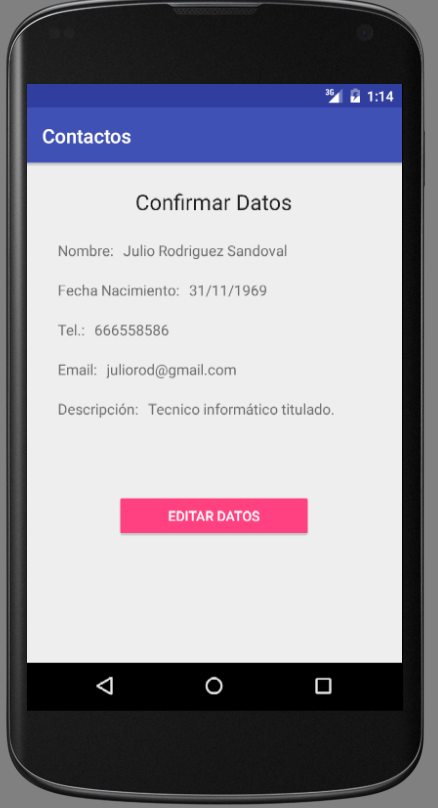 3G 1:14
Contactos
Confirmar Datos
Nombre: Julio Rodriguez Sandoval
Fecha Nacimiento: 31/11/1969
Tel.: 666558586
Email: juliorod@gmail.com
Descripción: Tecnico informático titulado.
EDITAR DATOS